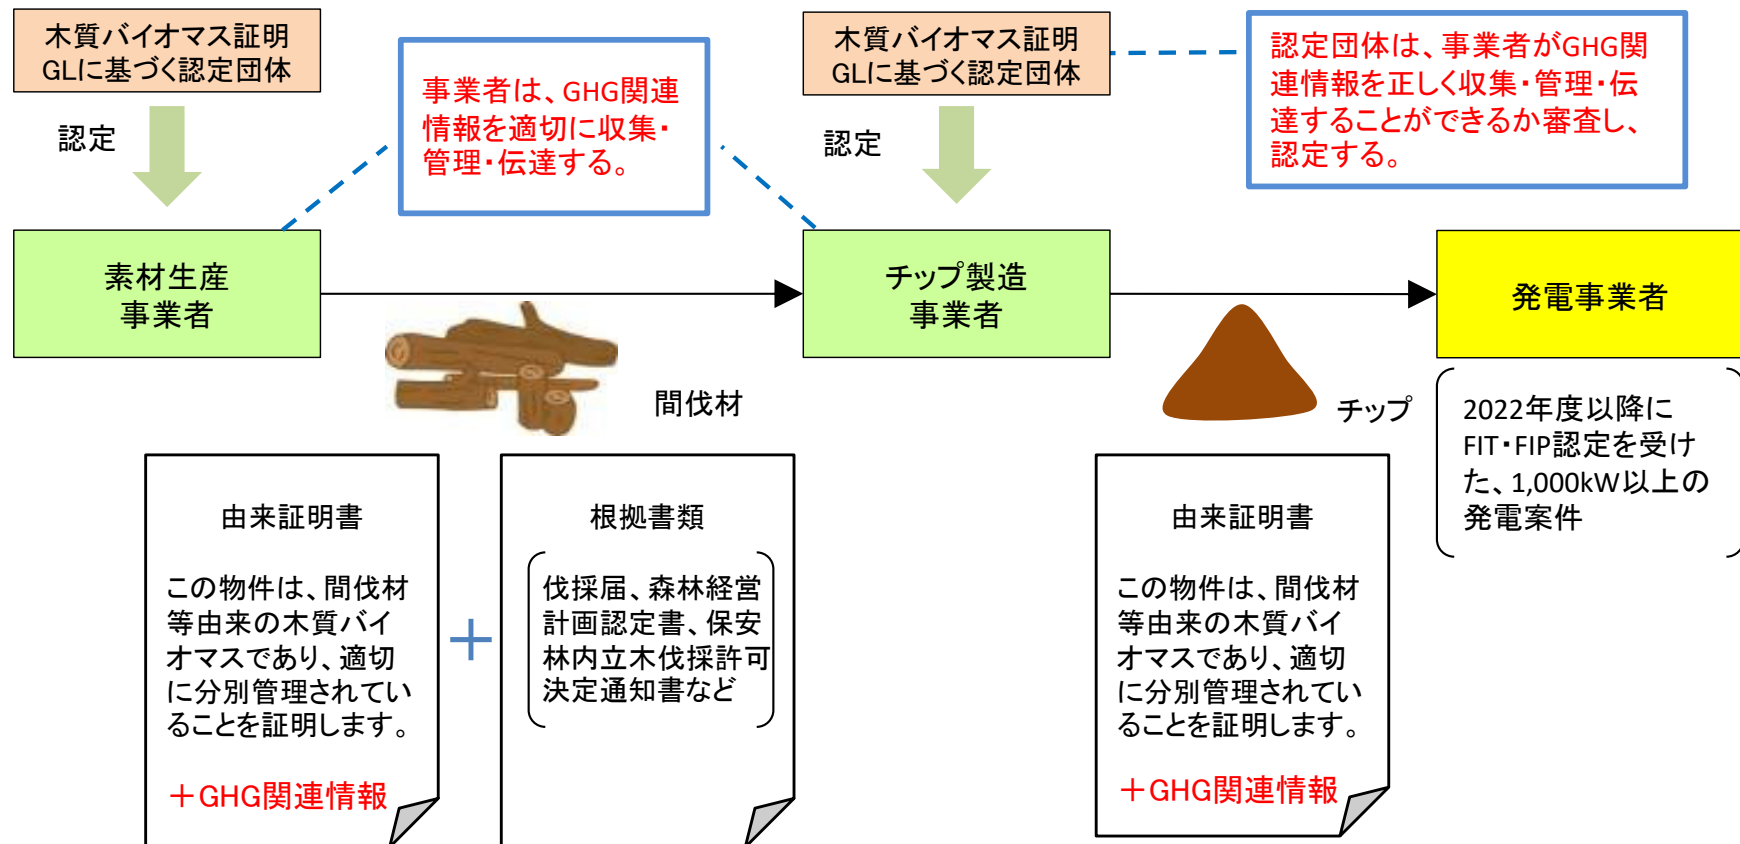 木質バイオマス証明
GLに基づく認定団体
認定
事業者は、GHG関連
情報を適切に収集・
管理・伝達する。
木質バイオマス証明
GLに基づく認定団体
認定
認定団体は、事業者がGHG関
連情報を正しく収集・管理・伝
達することができるか審査し、
認定する。
素材生産
事業者
チップ製造
事業者
発電事業者
間伐材
チップ
2022年度以降に
FIT・FIP認定を受け
た、1,000kW以上の
発電案件
由来証明書
この物件は、間伐材
等由来の木質バイ
オマスであり、適切
に分別管理されてい
ることを証明します。
＋GHG関連情報
＋
根拠書類
伐採届、森林経営
計画認定書、保安
林内立木伐採許可
決定通知書など
由来証明書
この物件は、間伐材
等由来の木質バイ
オマスであり、適切
に分別管理されてい
ることを証明します。
＋GHG関連情報